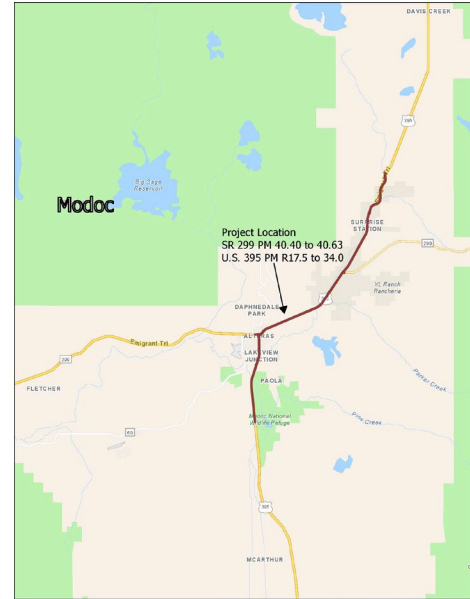 DAVIS CREEK
395
Big Sage
Reservoir
Modoc
SURPRISE
STATION
Project Location
SR 299 PM 40.40 to 40.63
U.S. 395 PM R17.5 to 34.0
299
XL Ranch
Rancheria
DAPHNEDALE
PARK
ALTURAS
Emigrant Trl
LAKEVIEW
JUNCTION
299
Parker Creek
FLETCHER
PAOLA
Pine Creek
Modoc National
Wildlife Refuge
60
395
MCARTHUR